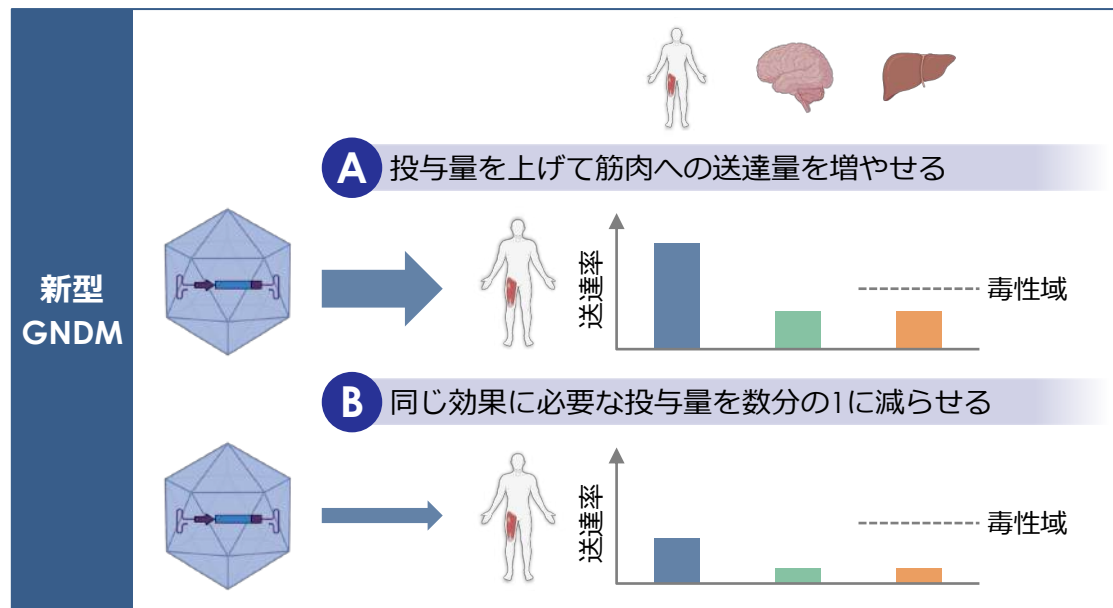 新型
GNDM
A 投与量を上げて筋肉への送達量を増やせる
送達率
毒性域
B 同じ効果に必要な投与量を数分の1に減らせる
送達率
毒性域